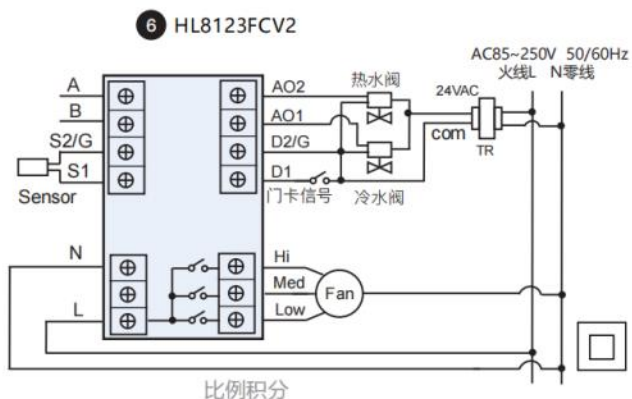 6 HL8123FCV2
AC85~250V 50/60Hz
火线L N零线
A
B
S2/G
S1
Sensor
AO2
AO1
D2/G
D1
门卡信号
热水阀
冷水阀
24VAC
com
TR
N
L
Hi
Med
Low
Fan
比例积分